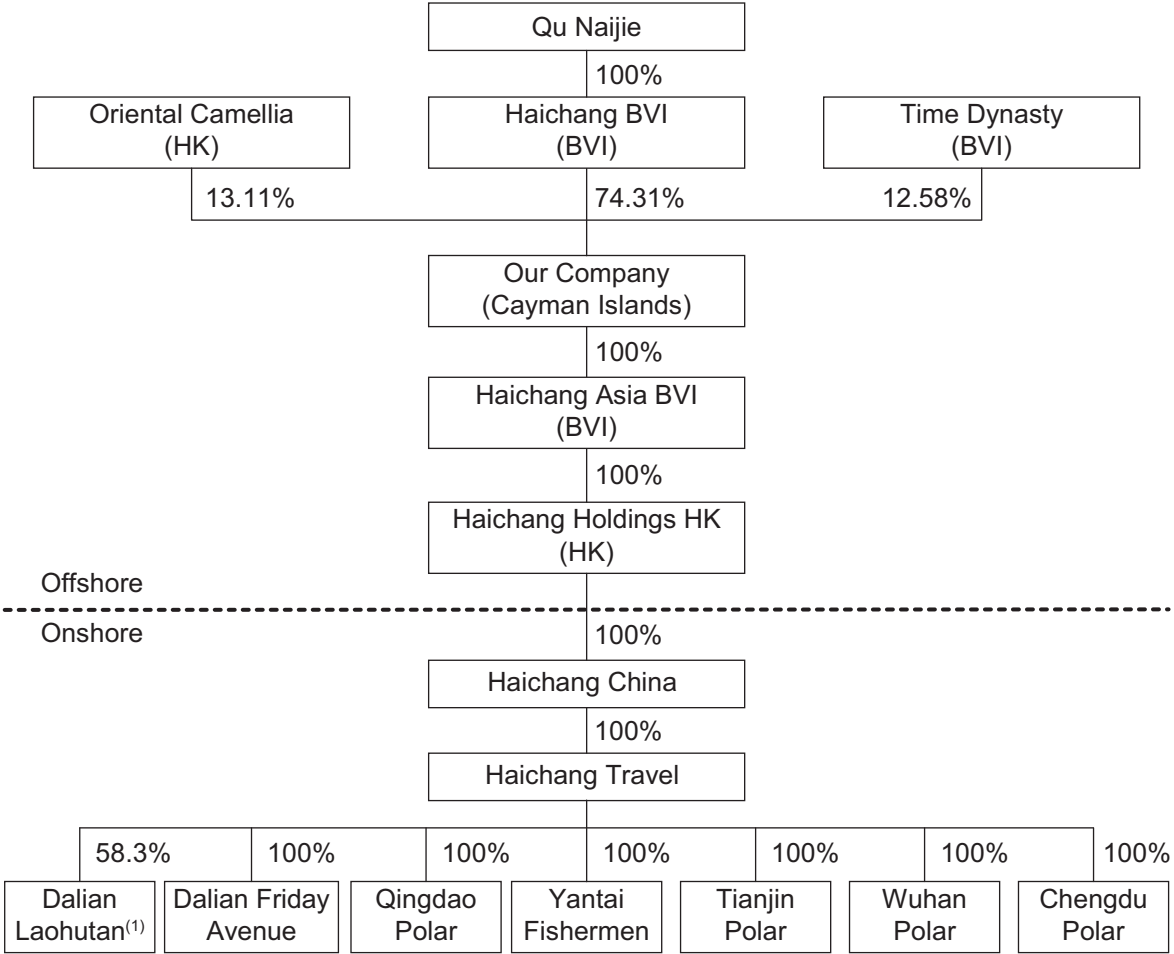 Qu Naijie
100%
Oriental Camellia
(HK)
Haichang BVI
(BVI)
Time Dynasty
(BVI)
13.11%
74.31%
12.58%
Our Company
(Cayman Islands)
100%
Haichang Asia BVI
(BVI)
100%
Haichang Holdings HK
(HK)
Offshore
Onshore
100%
Haichang China
100%
Haichang Travel
58.3%
100%
100%
100%
100%
100%
100%
Dalian
Laohutan(1)
Dalian Friday
Avenue
Qingdao
Polar
Yantai
Fishermen
Tianjin
Polar
Wuhan
Polar
Chengdu
Polar